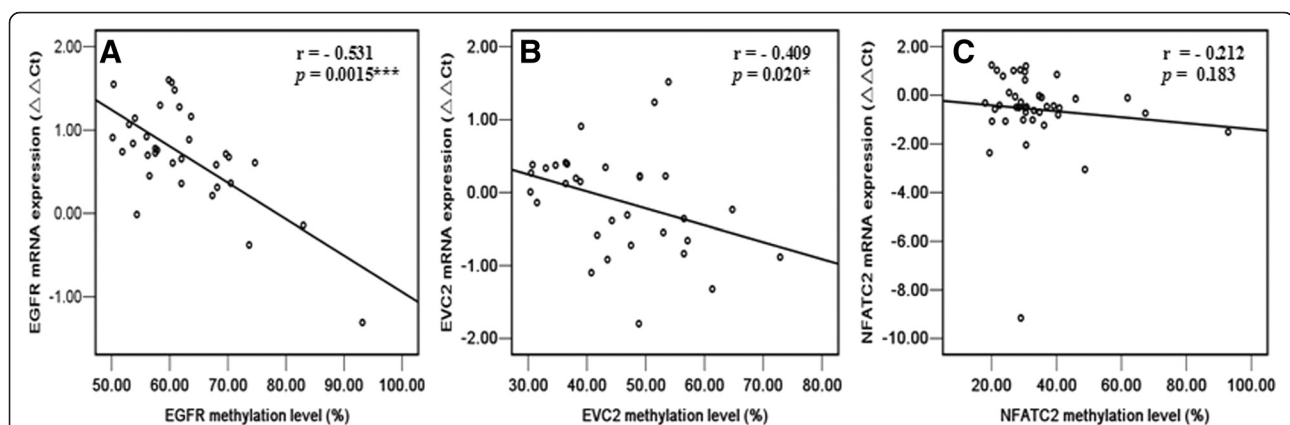 A
r = - 0.531
p = 0.0015***
EGFR mRNA expression (△△Ct)
2.00
1.00
0.00
-1.00
50.00 60.00 70.00 80.00 90.00 100.00
EGFR methylation level (%)
B
r = - 0.409
p = 0.020*
EVC2 mRNA expression (△△Ct)
2.00
1.00
0.00
-1.00
-2.00
30.00 40.00 50.00 60.00 70.00 80.00
EVC2 methylation level (%)
C
r = -0.212
p = 0.183
NFATC2 mRNA expression (△△Ct)
2.00
0.00
-2.00
-4.00
-6.00
-8.00
-10.00
20.00 40.00 60.00 80.00 100.00
NFATC2 methylation level (%)